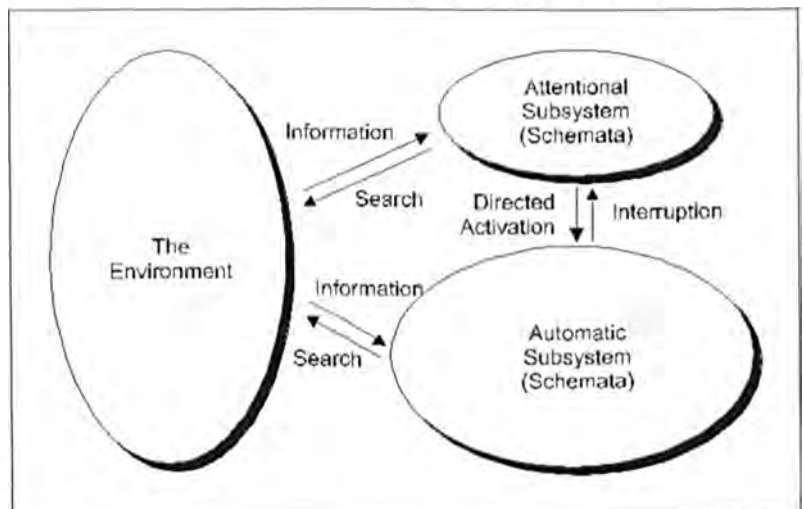 Attentional
Subsystem
(Schemata)
Information
Search
Directed
Activation
Interruption
The
Environment
Information
Search
Automatic
Subsystem
(Schemata)